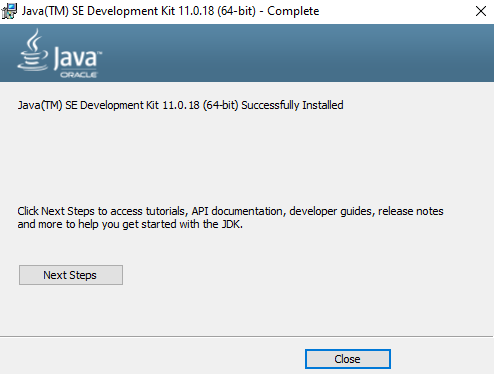 Java(TM) SE Development Kit 11.0.18 (64-bit) - Complete
Java™
ORACLE
Java(TM) SE Development Kit 11.0.18 (64-bit) Successfully Installed
Click Next Steps to access tutorials, API documentation, developer guides, release notes
and more to help you get started with the JDK.
Next Steps
Close